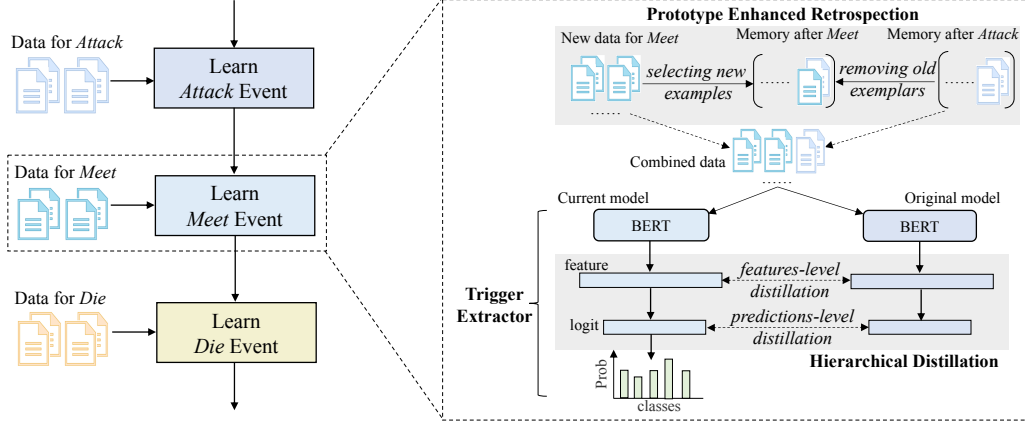 Data for Attack
Learn
Attack Event
Data for Meet
Learn
Meet Event
Data for Die
Learn
Die Event
Prototype Enhanced Retrospection
New data for Meet
Memory after Meet
Memory after Attack
selecting new
examples
removing old
exemplars
......
......
......
......
Combined data
......
Current model
Original model
BERT
BERT
Trigger
Extractor
feature
features-level
distillation
logit
predictions-level
distillation
Hierarchical Distillation
Prob
classes